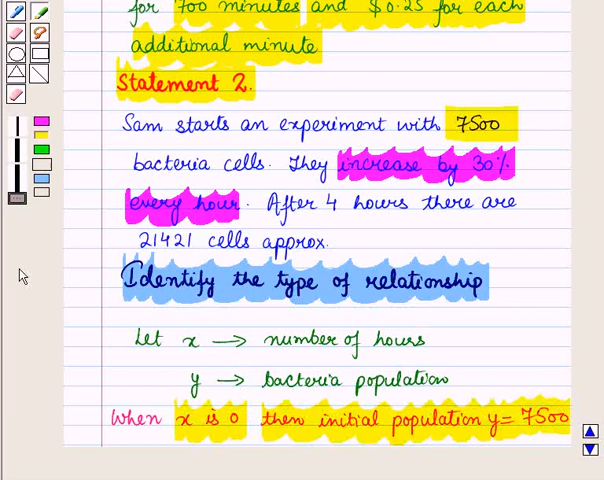 for 700 minutes and $0.25 for each
additional minute
Statement 2.
Sam starts an experiment with 7500
bacteria cells. They increase by 30%
every hour. After 4 hours there are
21421 cells approx.
Identify the type of relationship
Let x → number of hours
y → bacteria population
When x is 0 then initial population y = 7500